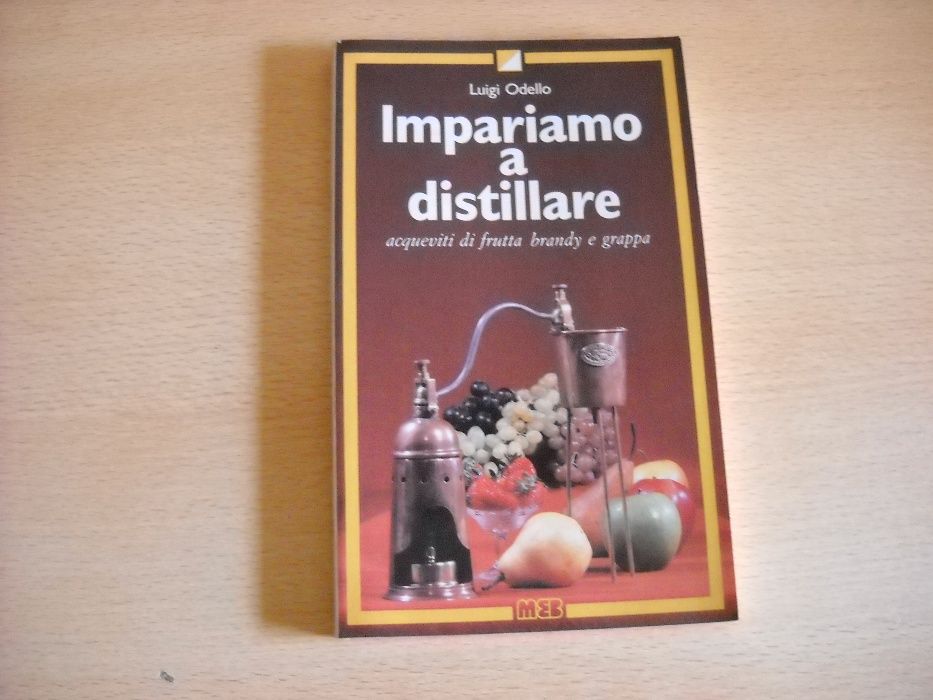 Luigi Odello
Impariamo
a
distillare
acqueviti di frutta brandy e grappa
MEB